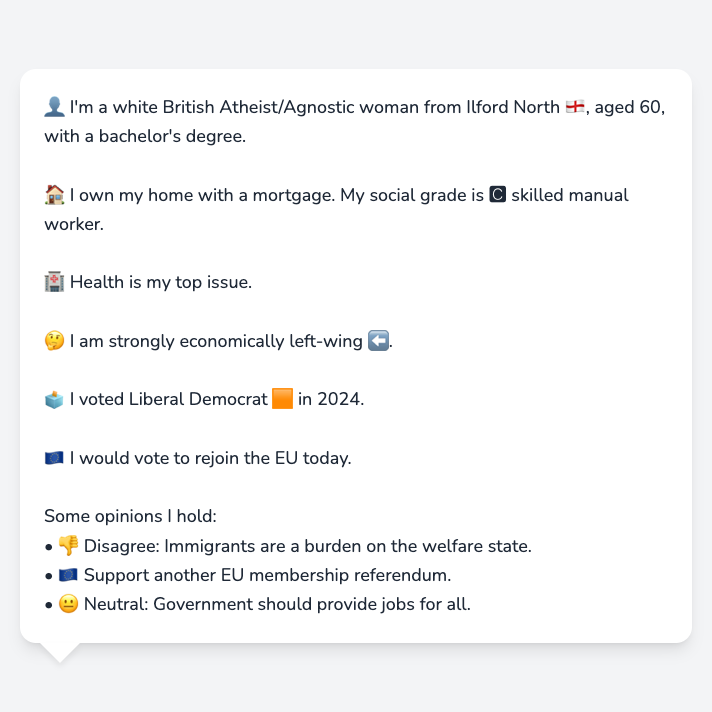 👤 I'm a white British Atheist/Agnostic woman from Ilford North 🏴󠁧󠁢󠁥󠁮󠁧󠁿, aged 60,
with a bachelor's degree.
🏠 I own my home with a mortgage. My social grade is 🅲 skilled manual
worker.
🏥 Health is my top issue.
🤔 I am strongly economically left-wing ⬅️.
🗳️ I voted Liberal Democrat 🟧 in 2024.
🇪🇺 I would vote to rejoin the EU today.
Some opinions I hold:
• 👎 Disagree: Immigrants are a burden on the welfare state.
• 🇪🇺 Support another EU membership referendum.
• 😐 Neutral: Government should provide jobs for all.